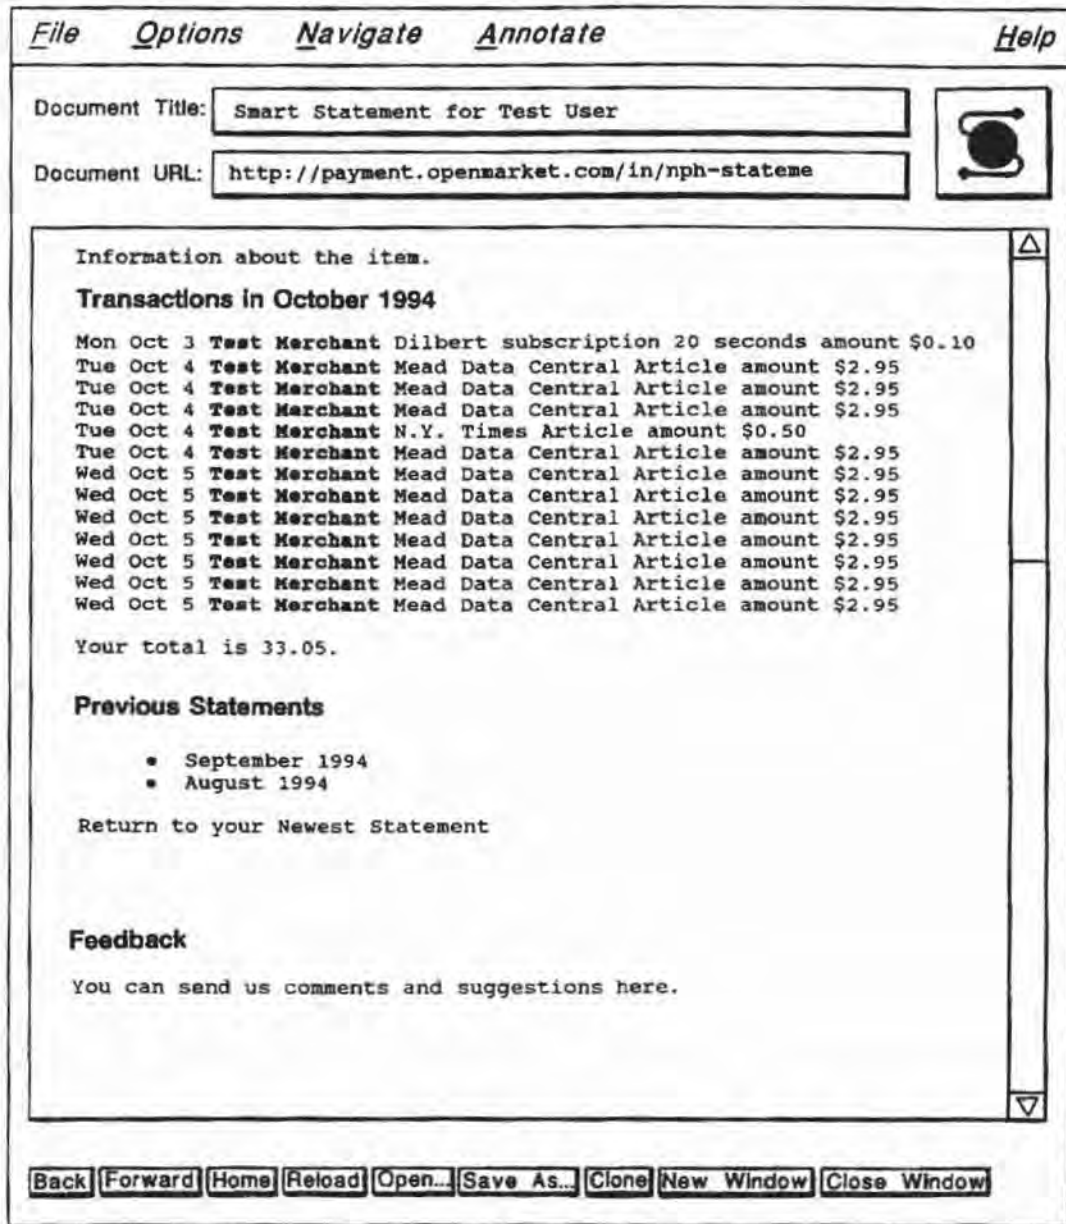 File Options Navigate Annotate Help
Document Title: Smart Statement for Test User
Document URL: http://payment.openmarket.com/in/nph-stateme
Information about the item.
Transactions in October 1994
Mon Oct 3 Test Merchant Dilbert subscription 20 seconds amount $0.10
Tue Oct 4 Test Merchant Mead Data Central Article amount $2.95
Tue Oct 4 Test Merchant Mead Data Central Article amount $2.95
Tue Oct 4 Test Merchant Mead Data Central Article amount $2.95
Tue Oct 4 Test Merchant N.Y. Times Article amount $0.50
Tue Oct 4 Test Merchant Mead Data Central Article amount $2.95
Wed Oct 5 Test Merchant Mead Data Central Article amount $2.95
Wed Oct 5 Test Merchant Mead Data Central Article amount $2.95
Wed Oct 5 Test Merchant Mead Data Central Article amount $2.95
Wed Oct 5 Test Merchant Mead Data Central Article amount $2.95
Wed Oct 5 Test Merchant Mead Data Central Article amount $2.95
Wed Oct 5 Test Merchant Mead Data Central Article amount $2.95
Wed Oct 5 Test Merchant Mead Data Central Article amount $2.95
Your total is 33.05.
Previous Statements
• September 1994
• August 1994
Return to your Newest Statement
Feedback
You can send us comments and suggestions here.
Back Forward Home Reload Open... Save As... Clone New Window Close Window